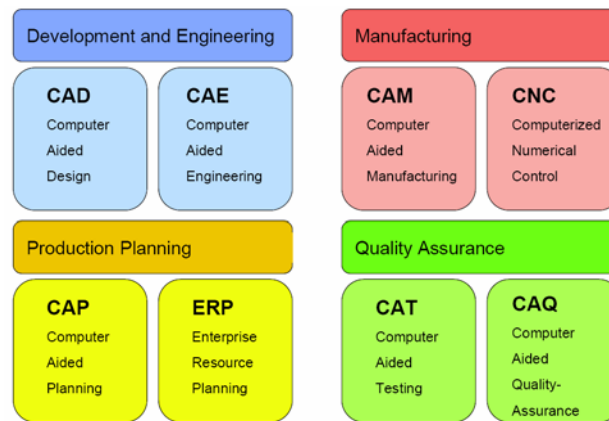 Development and Engineering
CAD
Computer
Aided
Design
CAE
Computer
Aided
Engineering
Manufacturing
CAM
Computer
Aided
Manufacturing
CNC
Computerized
Numerical
Control
Production Planning
CAP
Computer
Aided
Planning
ERP
Enterprise
Resource
Planning
Quality Assurance
CAT
Computer
Aided
Testing
CAQ
Computer
Aided
Quality-
Assurance